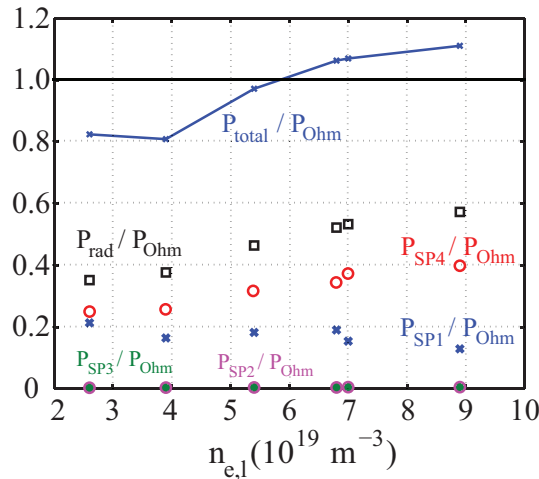 1.2
1.0
P_total / P_Ohm
0.8
0.6
P_rad / P_Ohm
P_SP4 / P_Ohm
0.4
P_SP1 / P_Ohm
0.2
P_SP3 / P_Ohm P_SP2 / P_Ohm
0
2 3 4 5 6 7 8 9 10
n_e,l (10^19 m^-3)